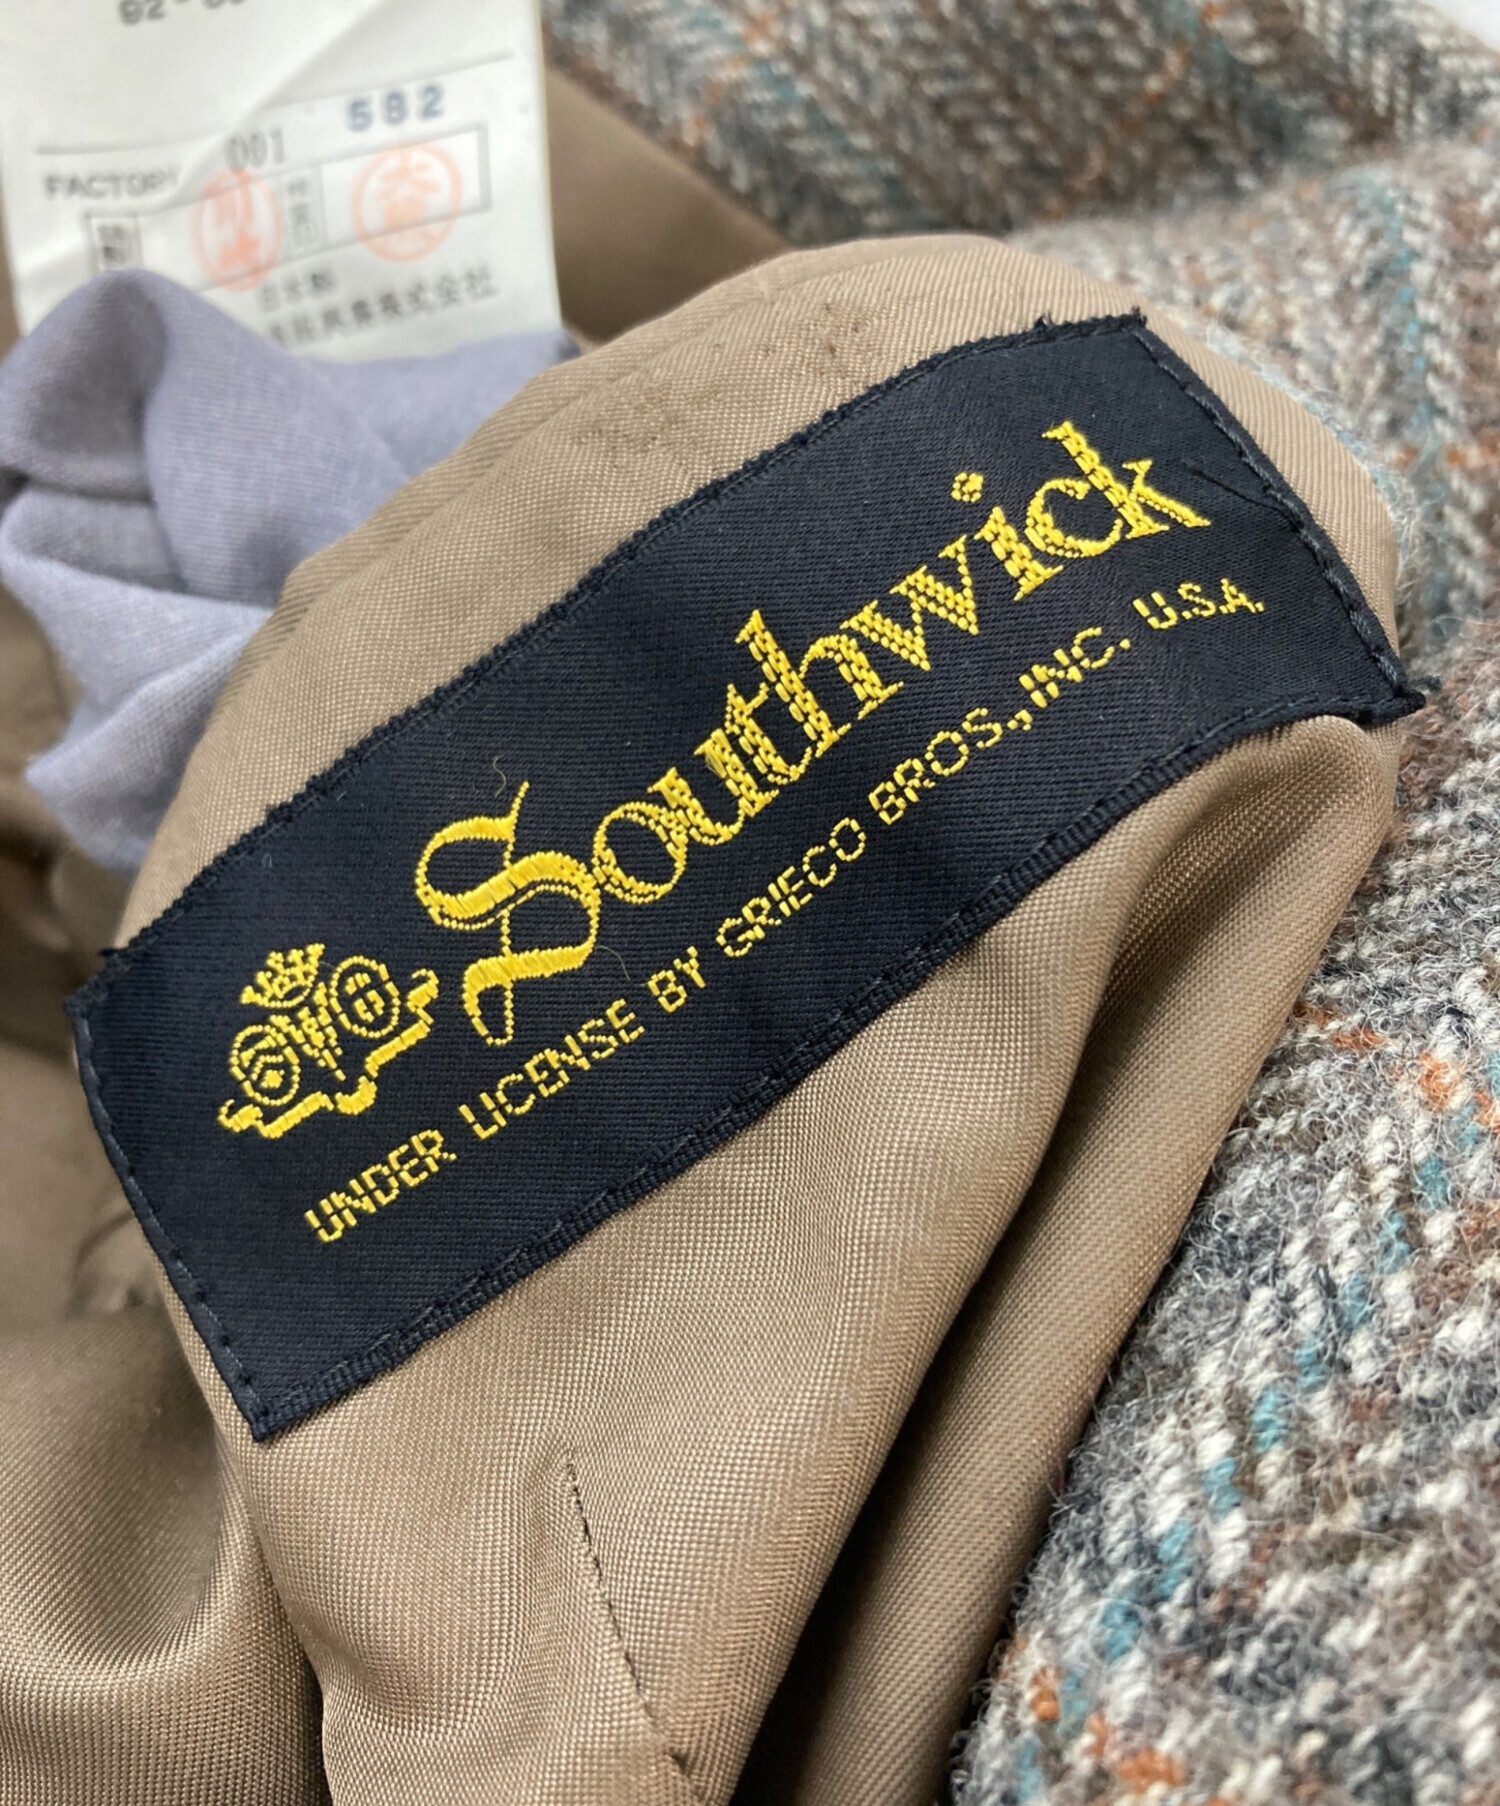 582
001
FACTORY
Southwick
UNDER LICENSE BY GRIECO BROS.,INC. U.S.A.